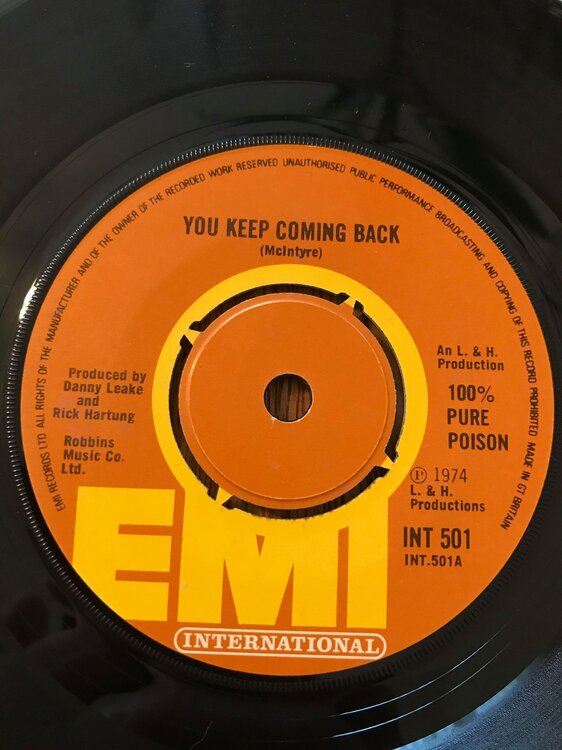 EMI RECORDS LTD ALL RIGHTS OF THE MANUFACTURER AND OF THE OWNER OF THE RECORDED WORK RESERVED UNAUTHORISED PUBLIC PERFORMANCE BROADCASTING AND COPYING OF THIS RECORD PROHIBITED MADE IN GT BRITAIN
YOU KEEP COMING BACK
(McIntyre)
Produced by
Danny Leake
and
Rick Hartung
Robbins
Music Co.
Ltd.
An L. & H.
Production
100%
PURE
POISON
℗ 1974
L. & H.
Productions
INT 501
INT.501A
EMI
INTERNATIONAL